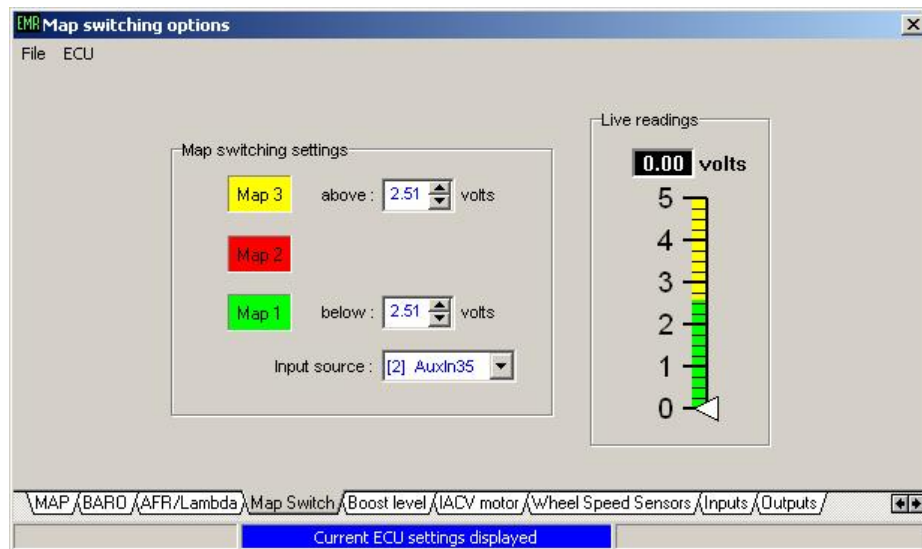 EMR Map switching options
File ECU
Map switching settings
Map 3 above : 2.51 volts
Map 2
Map 1 below : 2.51 volts
Input source : [2] AuxIn35
Live readings
0.00 volts
5
4
3
2
1
0
MAP BARO AFR/Lambda Map Switch Boost level IACV motor Wheel Speed Sensors Inputs Outputs
Current ECU settings displayed